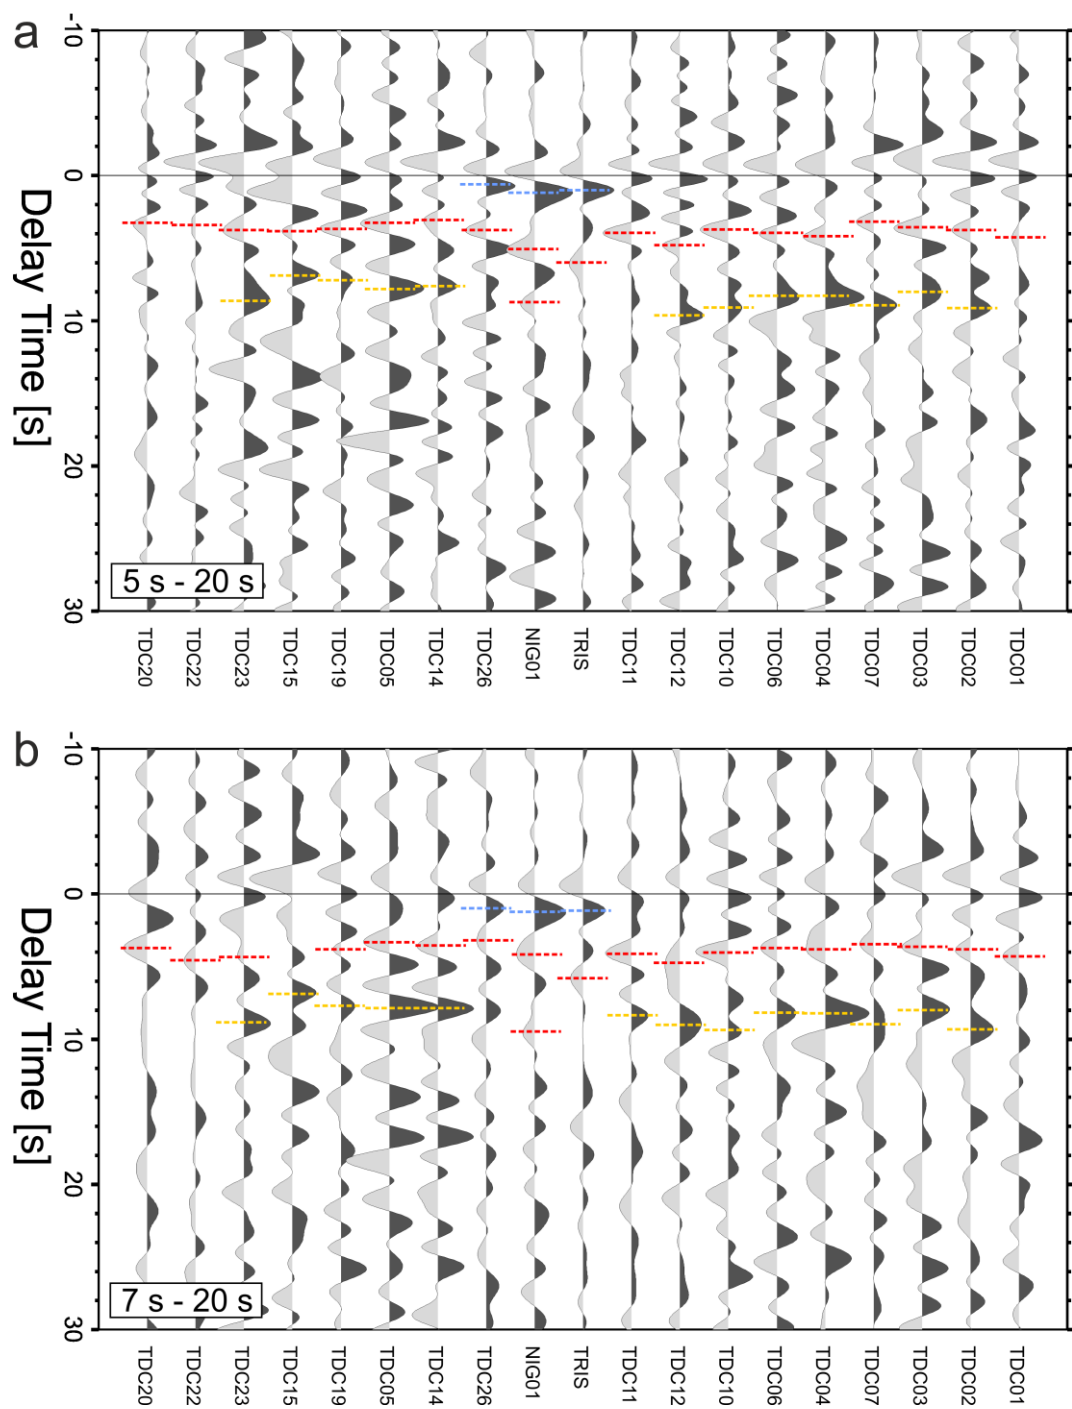 a
-10
0
10
20
30
Delay Time [s]
5 s - 20 s
TDC20
TDC22
TDC23
TDC15
TDC19
TDC05
TDC14
TDC26
NIG01
TRIS
TDC11
TDC12
TDC10
TDC06
TDC04
TDC07
TDC03
TDC02
TDC01
b
-10
0
10
20
30
Delay Time [s]
7 s - 20 s
TDC20
TDC22
TDC23
TDC15
TDC19
TDC05
TDC14
TDC26
NIG01
TRIS
TDC11
TDC12
TDC10
TDC06
TDC04
TDC07
TDC03
TDC02
TDC01